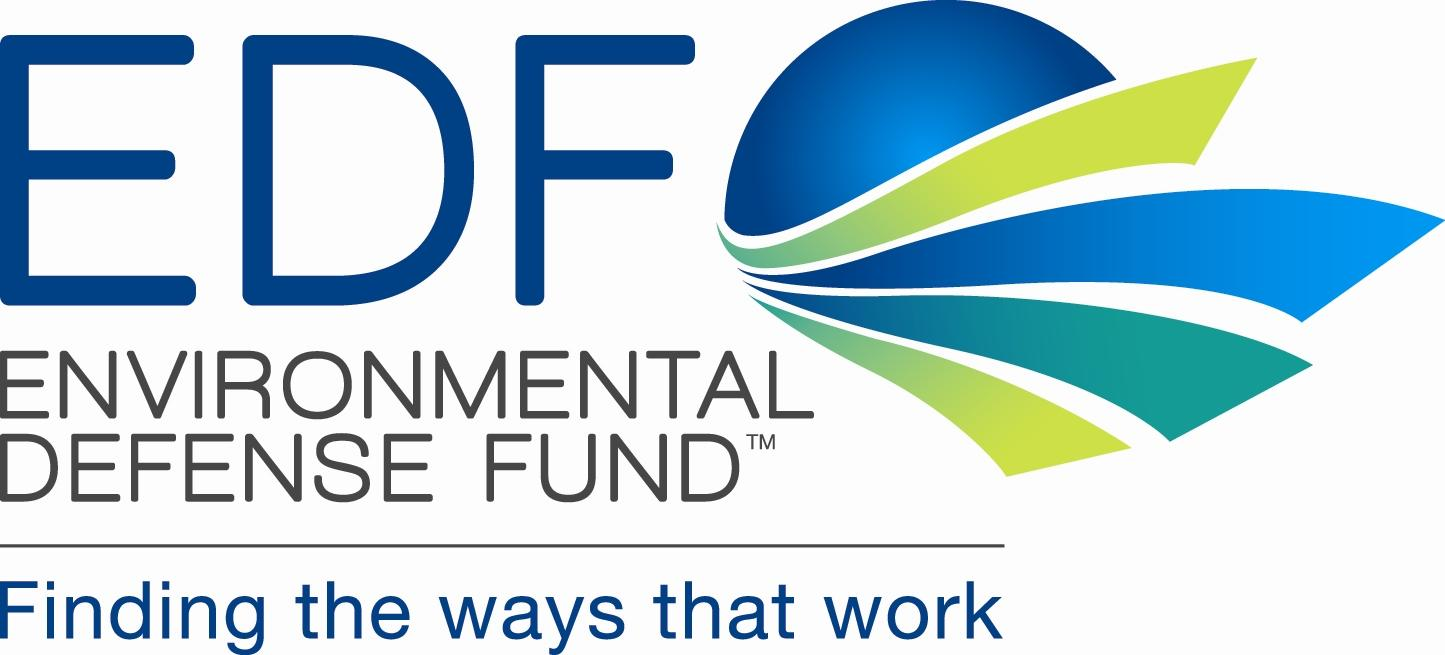 EDF
ENVIRONMENTAL
DEFENSE FUND™
Finding the ways that work